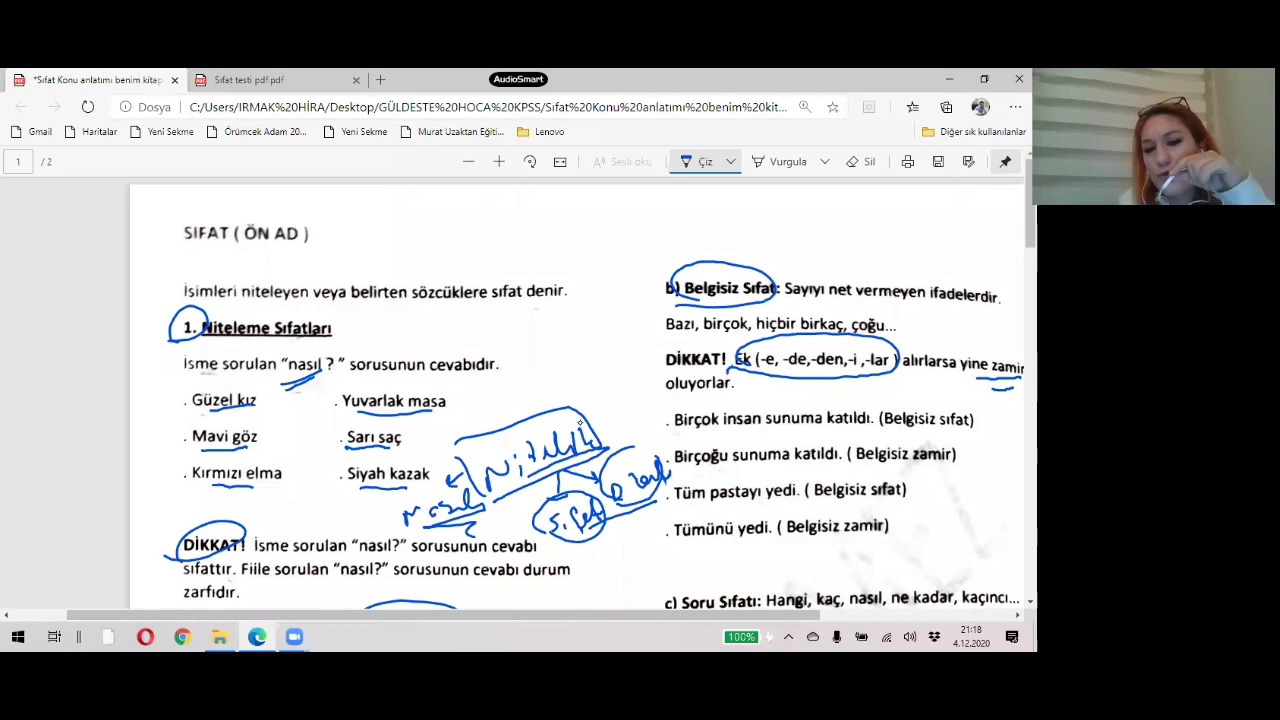 AudioSmart
*Sıfat Konu anlatımı benim kitap
Sıfat testi pdf.pdf
Dosya
C:/Users/IRMAK%20HİRA/Desktop/GÜLDESTE%20HOCA%20KPSS/Sıfat%20Konu%20anlatımı%20benim%20kit...
Gmail
Haritalar
Yeni Sekme
Örümcek Adam 20...
Yeni Sekme
Murat Uzaktan Eğiti...
Lenovo
Diğer sık kullanılanlar
1 / 2
Sesli oku
Çiz
Vurgula
Sil
SIFAT ( ÖN AD )
İsimleri niteleyen veya belirten sözcüklere sıfat denir.
1. Niteleme Sıfatları
İsme sorulan “nasıl ? ” sorusunun cevabıdır.
. Güzel kız . Yuvarlak masa
. Mavi göz . Sarı saç
. Kırmızı elma . Siyah kazak
Nitelik
Nasıl
Sıfat
D. zarfı
DİKKAT! İsme sorulan “nasıl?” sorusunun cevabı
sıfattır. Fiile sorulan “nasıl?” sorusunun cevabı durum
zarfıdır.
b) Belgisiz Sıfat: Sayıyı net vermeyen ifadelerdir.
Bazı, birçok, hiçbir birkaç, çoğu...
DİKKAT! Ek (-e, -de,-den,-i ,-lar ) alırlarsa yine zamir
oluyorlar.
. Birçok insan sunuma katıldı. (Belgisiz sıfat)
. Birçoğu sunuma katıldı. ( Belgisiz zamir)
. Tüm pastayı yedi. ( Belgisiz sıfat)
. Tümünü yedi. ( Belgisiz zamir)
c) Soru Sıfatı: Hangi, kaç, nasıl, ne kadar, kaçıncı...
100%
21:18
4.12.2020